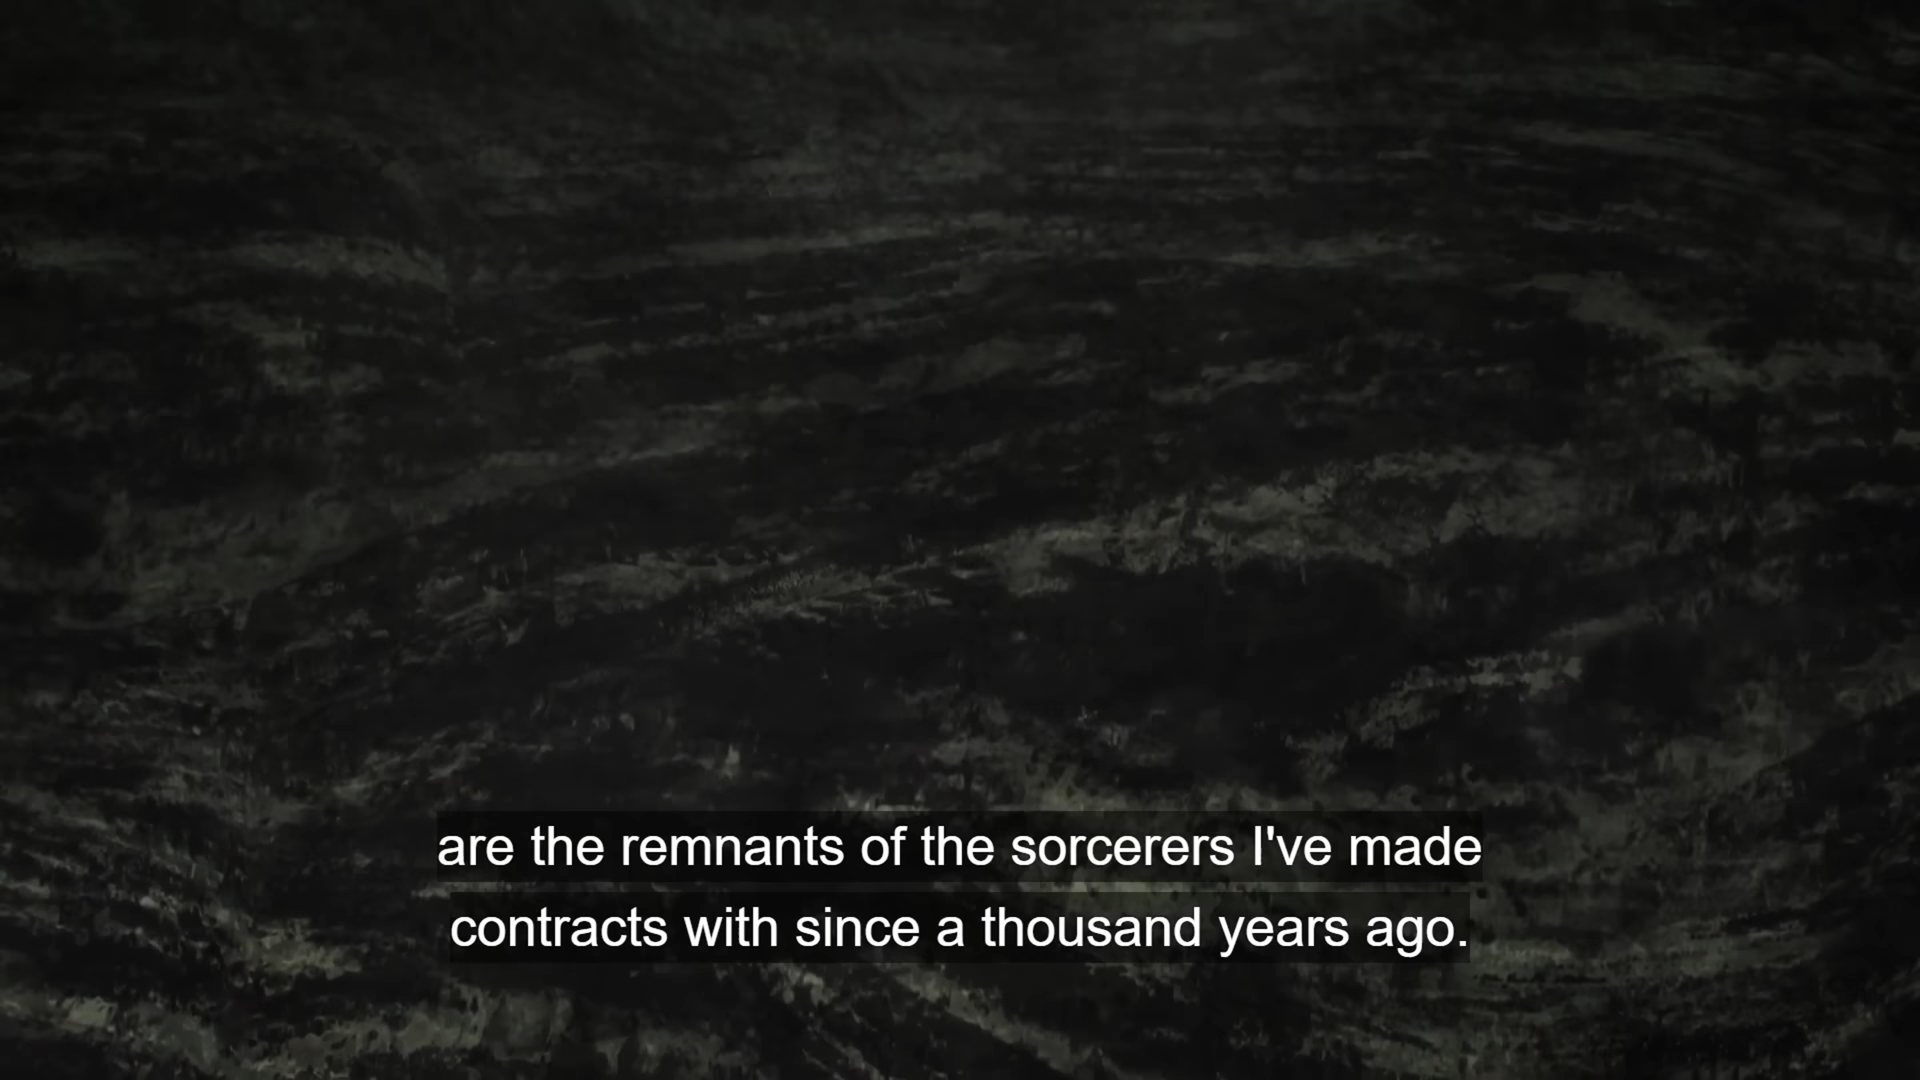 are the remnants of the sorcerers I've made
contracts with since a thousand years ago.